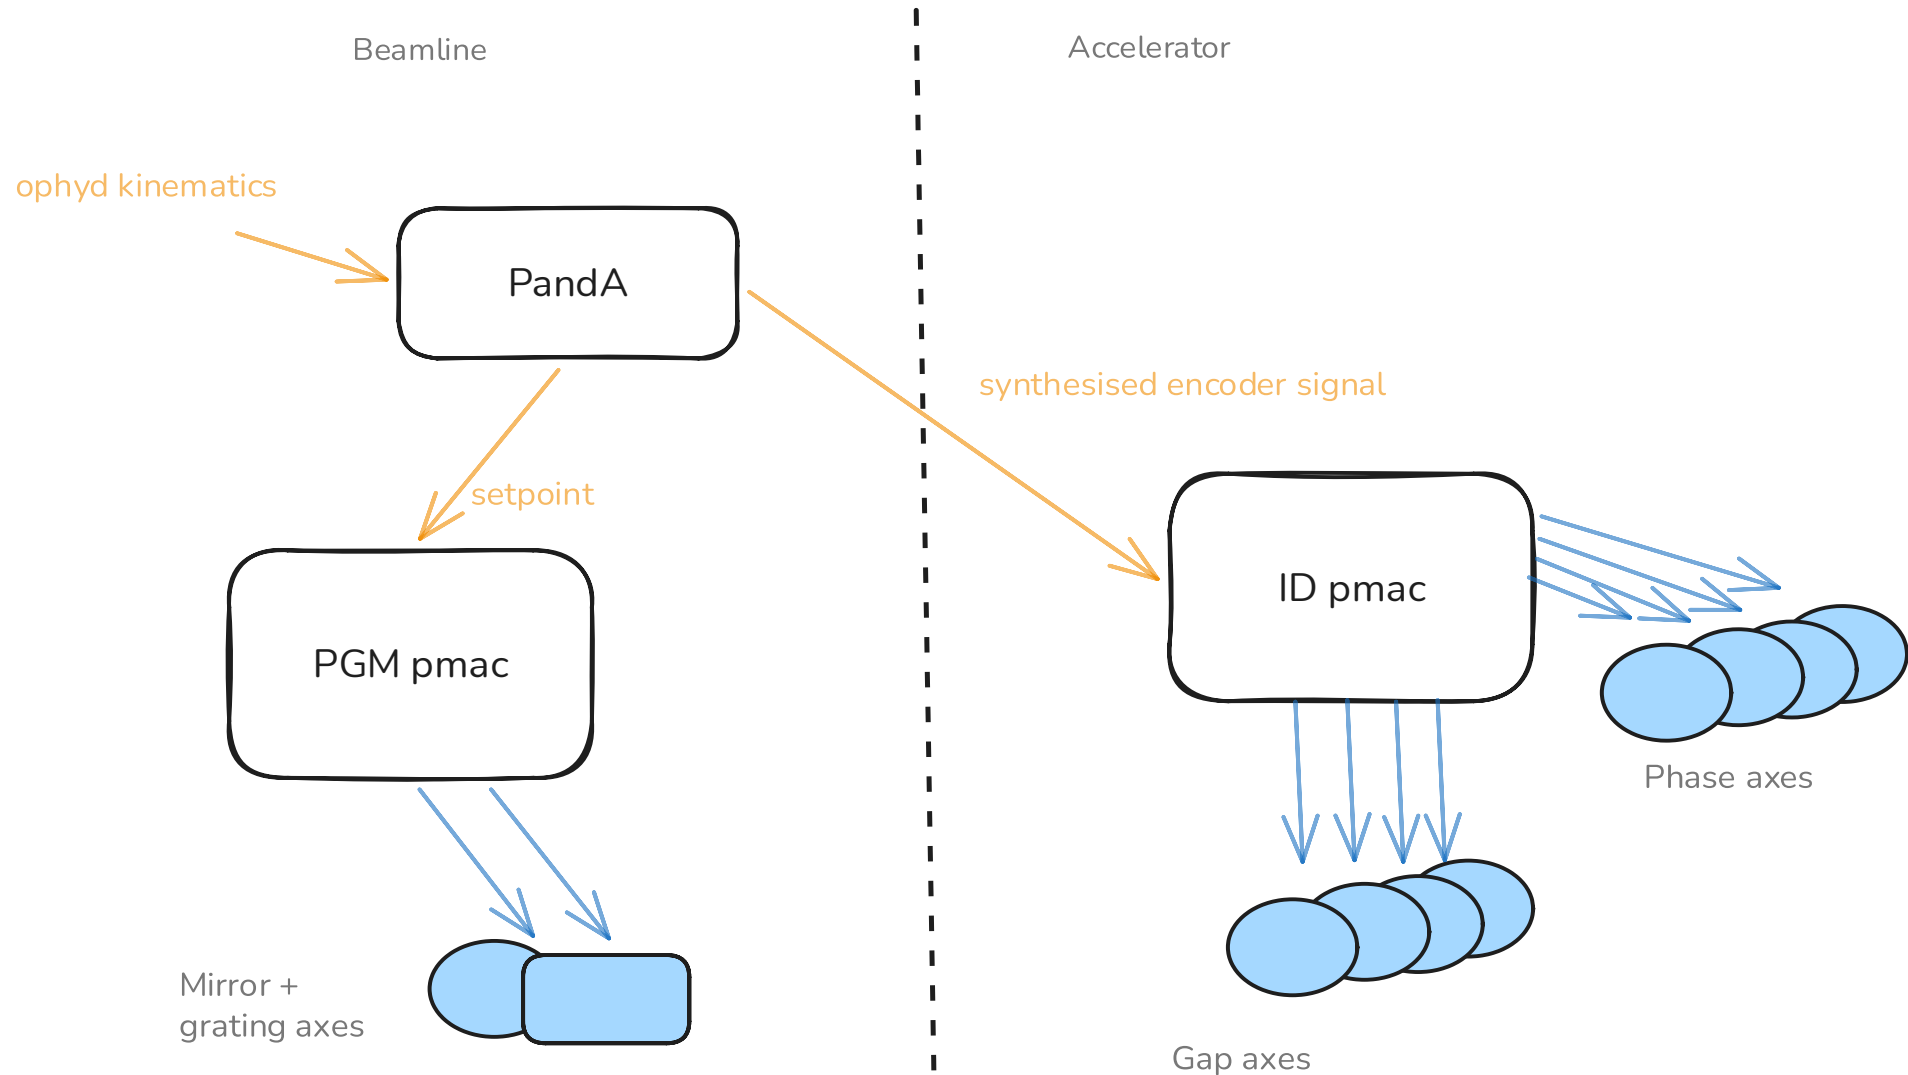 Beamline
Accelerator
ophyd kinematics
PandA
synthesised encoder signal
setpoint
ID pmac
PGM pmac
Phase axes
Mirror +
grating axes
Gap axes